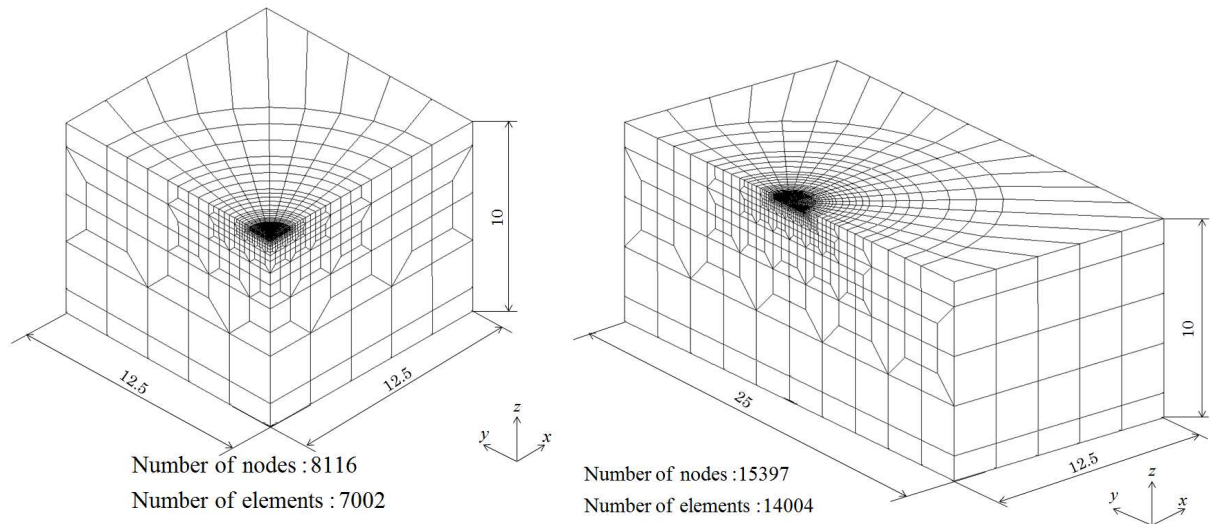 10
12.5
12.5
z
y
x
Number of nodes :8116
Number of elements : 7002
10
25
12.5
z
y
x
Number of nodes :15397
Number of elements :14004